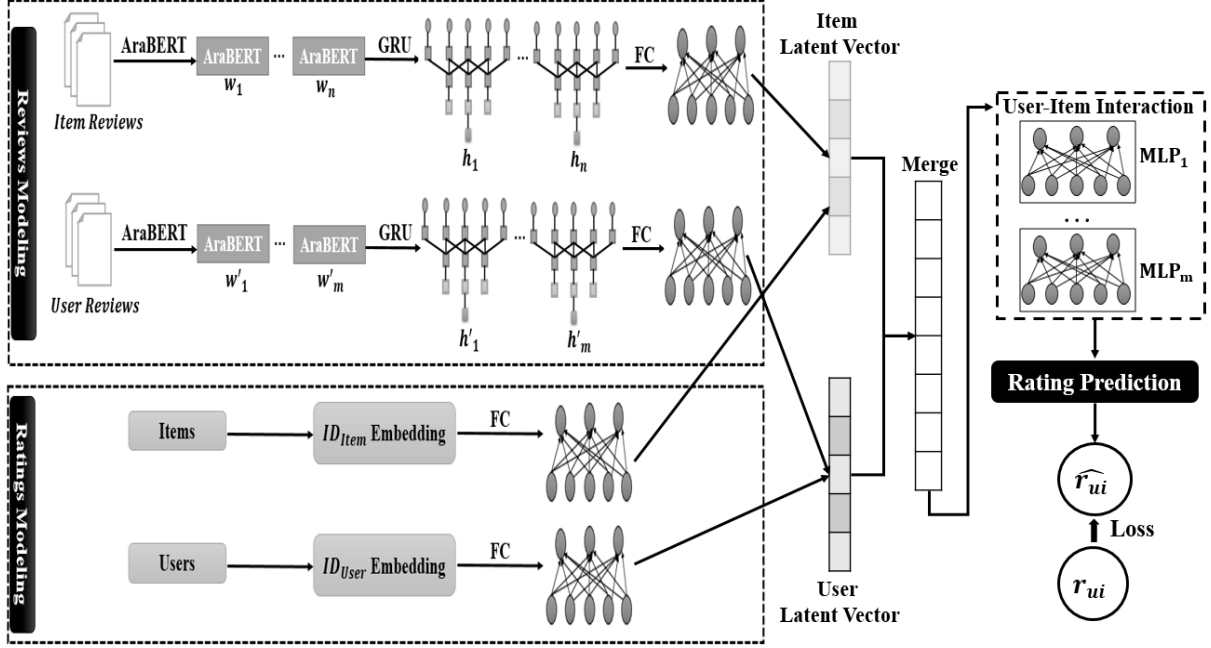 Reviews Modeling
Item Reviews
AraBERT
AraBERT
...
AraBERT
w₁
wₙ
GRU
...
h₁
hₙ
FC
User Reviews
AraBERT
AraBERT
...
AraBERT
w'₁
w'ₘ
GRU
...
h'₁
h'ₘ
FC
Ratings Modeling
Items
ID_Item Embedding
FC
Users
ID_User Embedding
FC
Item
Latent Vector
User
Latent Vector
Merge
User-Item Interaction
MLP₁
...
MLPₘ
Rating Prediction
r̂ᵤᵢ
Loss
rᵤᵢ